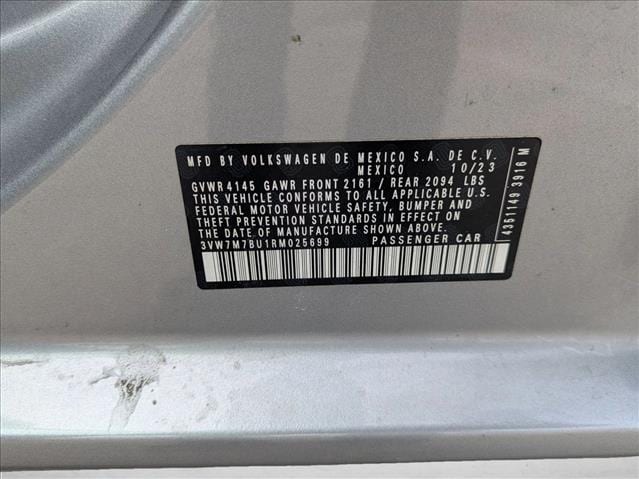 MFD BY VOLKSWAGEN DE MEXICO S.A. DE C.V.
MEXICO 10/23
GVWR 4145 GAWR FRONT 2161 / REAR 2094 LBS
THIS VEHICLE CONFORMS TO ALL APPLICABLE U.S.
FEDERAL MOTOR VEHICLE SAFETY, BUMPER AND
THEFT PREVENTION STANDARDS IN EFFECT ON
THE DATE OF MANUFACTURE SHOWN ABOVE.
3VW7M7BU1RM025699 PASSENGER CAR
4361149 3916 M